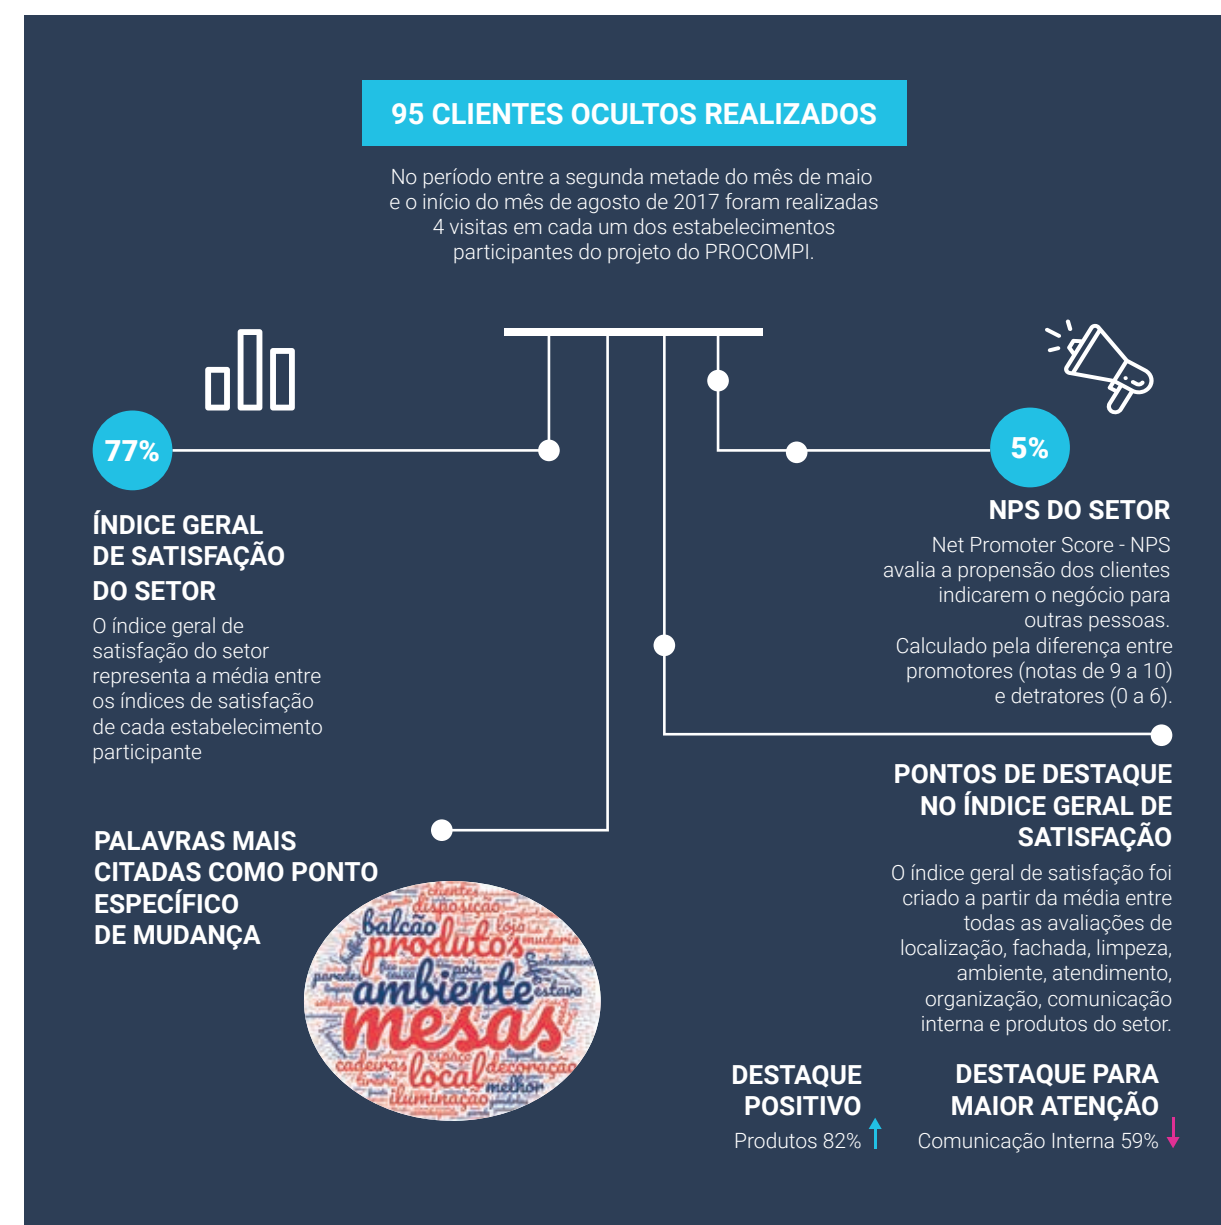 95 CLIENTES OCULTOS REALIZADOS
No período entre a segunda metade do mês de maio
e o início do mês de agosto de 2017 foram realizadas
4 visitas em cada um dos estabelecimentos
participantes do projeto do PROCOMPI.
77%
ÍNDICE GERAL
DE SATISFAÇÃO
DO SETOR
O índice geral de
satisfação do setor
representa a média entre
os índices de satisfação
de cada estabelecimento
participante
5%
NPS DO SETOR
Net Promoter Score - NPS
avalia a propensão dos clientes
indicarem o negócio para
outras pessoas.
Calculado pela diferença entre
promotores (notas de 9 a 10)
e detratores (0 a 6).
PALAVRAS MAIS
CITADAS COMO PONTO
ESPECÍFICO
DE MUDANÇA
clientes
disposição
balcão
loja
produtos
mudaria
paredes
pois
ambiente
estava
mesas
cadeiras
espaço
local
decoração
melhor
iluminação
PONTOS DE DESTAQUE
NO ÍNDICE GERAL DE
SATISFAÇÃO
O índice geral de satisfação foi
criado a partir da média entre
todas as avaliações de
localização, fachada, limpeza,
ambiente, atendimento,
organização, comunicação
interna e produtos do setor.
DESTAQUE
POSITIVO
Produtos 82%
DESTAQUE PARA
MAIOR ATENÇÃO
Comunicação Interna 59%